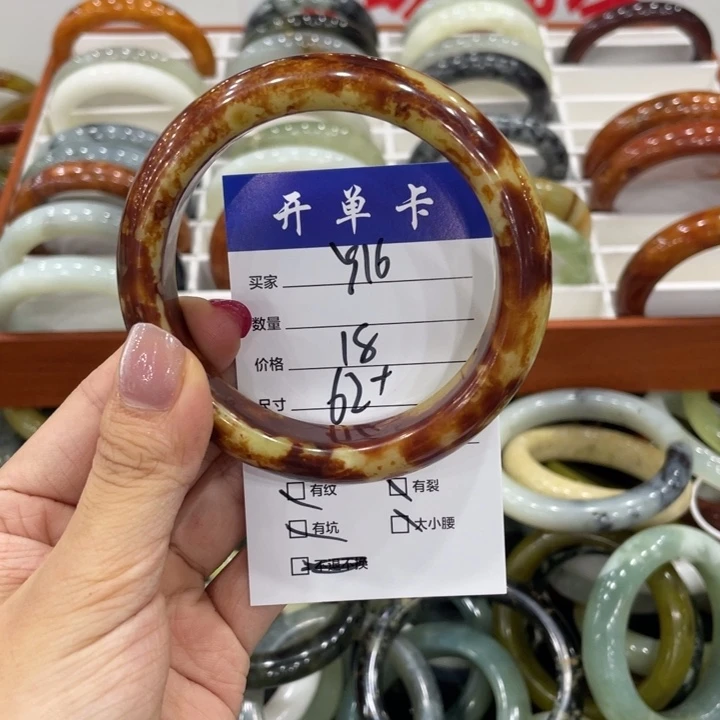 开单卡
买家 y916
数量
价格 18
尺寸 62+
有纹 有裂
有坑 大小腰